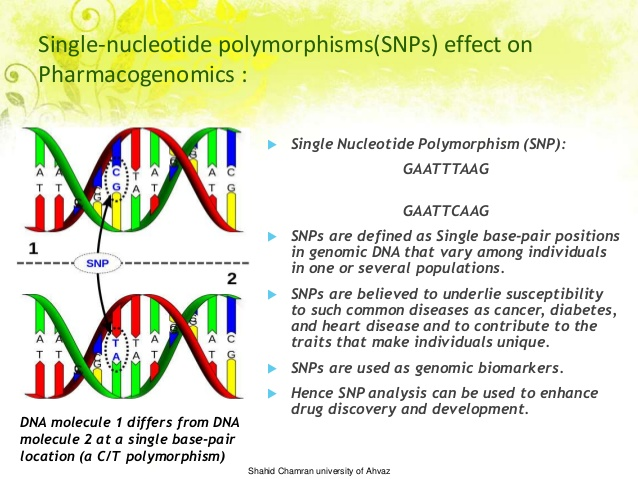 Single-nucleotide polymorphisms(SNPs) effect on
Pharmacogenomics :
Single Nucleotide Polymorphism (SNP):
GAATTTAAG
GAATTCAAG
SNPs are defined as Single base-pair positions
in genomic DNA that vary among individuals
in one or several populations.
SNPs are believed to underlie susceptibility
to such common diseases as cancer, diabetes,
and heart disease and to contribute to the
traits that make individuals unique.
SNPs are used as genomic biomarkers.
Hence SNP analysis can be used to enhance
drug discovery and development.
A A C A A C
T T G G T A T T G
1
SNP
2
A A T A A C
T T G A T A T T G
DNA molecule 1 differs from DNA
molecule 2 at a single base-pair
location (a C/T polymorphism)
Shahid Chamran university of Ahvaz